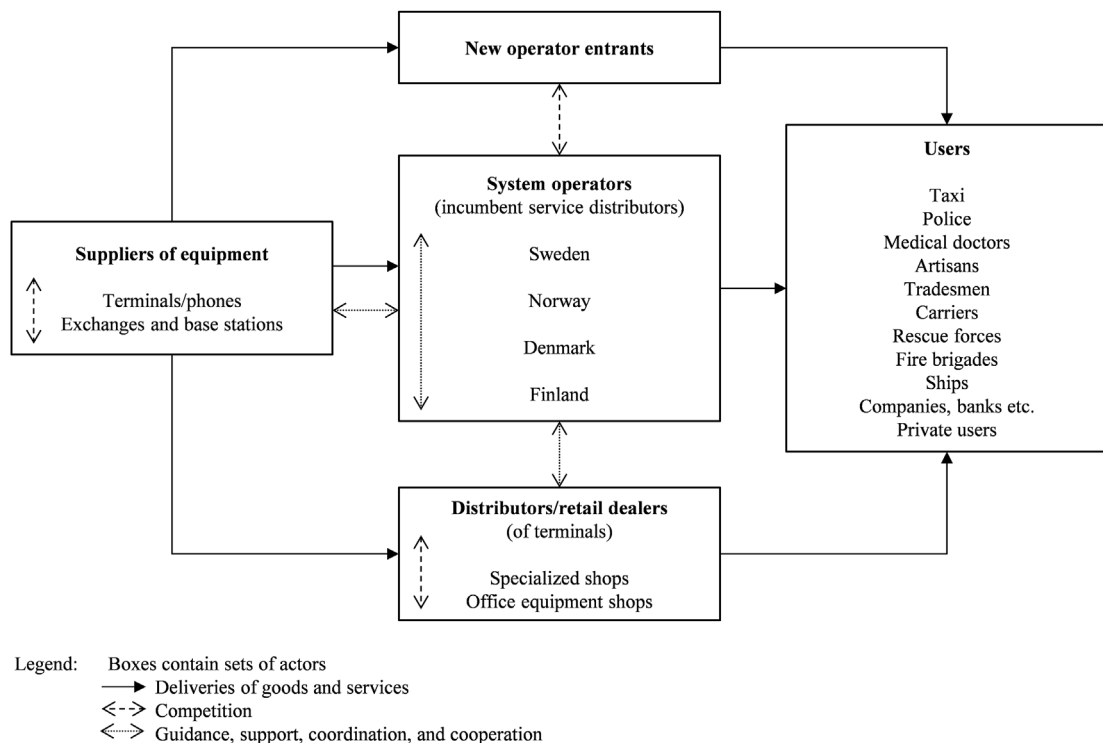 New operator entrants
System operators
(incumbent service distributors)
Sweden
Norway
Denmark
Finland
Suppliers of equipment
Terminals/phones
Exchanges and base stations
Distributors/retail dealers
(of terminals)
Specialized shops
Office equipment shops
Users
Taxi
Police
Medical doctors
Artisans
Tradesmen
Carriers
Rescue forces
Fire brigades
Ships
Companies, banks etc.
Private users
Legend: Boxes contain sets of actors
Deliveries of goods and services
Competition
Guidance, support, coordination, and cooperation